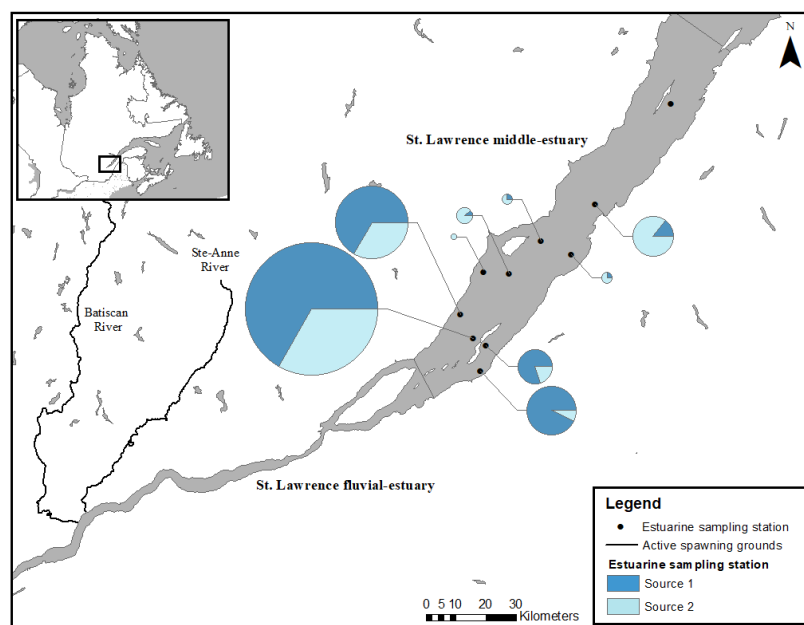 N
St. Lawrence middle-estuary
Ste-Anne
River
Batiscan
River
St. Lawrence fluvial-estuary
Legend
Estuarine sampling station
Active spawning grounds
Estuarine sampling station
Source 1
Source 2
0 5 10 20 30
Kilometers